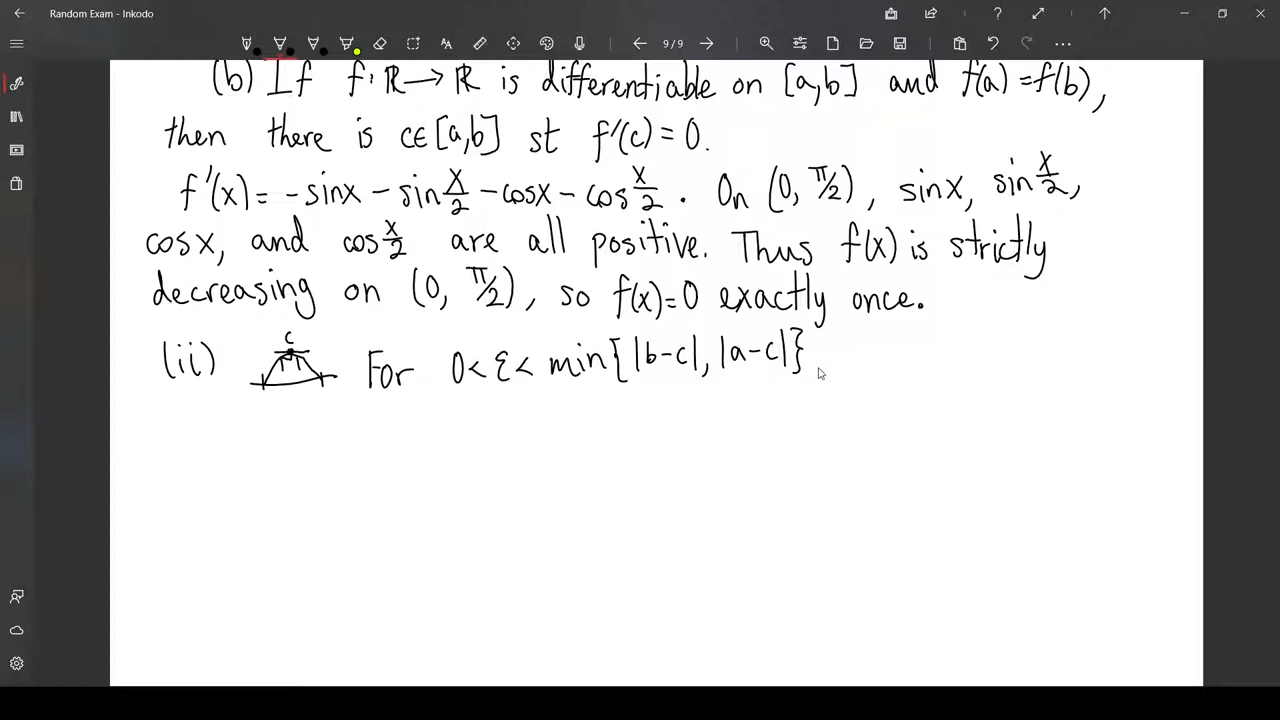 Random Exam - Inkodo
9/9
(b) If f: ℝ → ℝ is differentiable on [a,b] and f(a) = f(b),
then there is c∈[a,b] st f'(c) = 0.
f'(x) = -sinx - sin x/2 - cosx - cos x/2 . On (0, π/2), sinx, sin x/2,
cosx, and cos x/2 are all positive. Thus f(x) is strictly
decreasing on (0, π/2), so f(x)=0 exactly once.
(ii) c For 0 < ε < min{|b-c|, |a-c|}